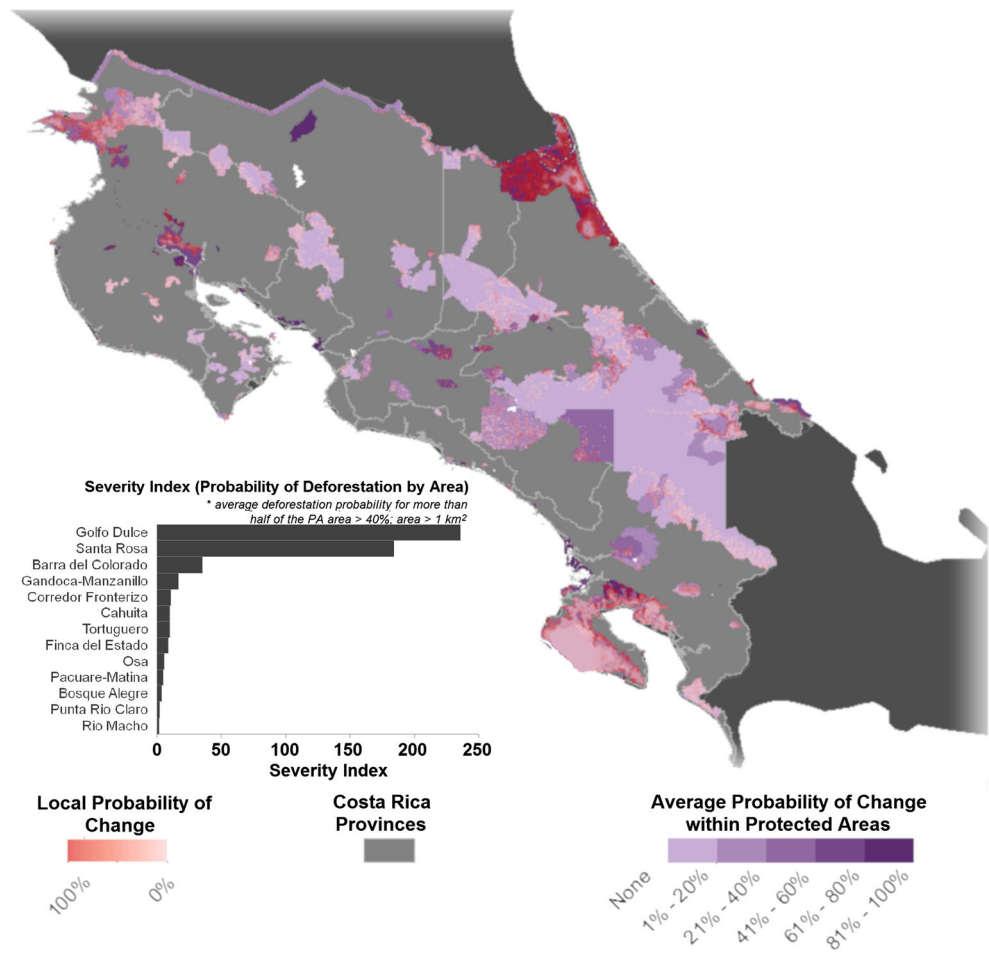 Severity Index (Probability of Deforestation by Area)
* average deforestation probability for more than
half of the PA area > 40%; area > 1 km²
Golfo Dulce
Santa Rosa
Barra del Colorado
Gandoca-Manzanillo
Corredor Fronterizo
Cahuita
Tortuguero
Finca del Estado
Osa
Pacuare-Matina
Bosque Alegre
Punta Rio Claro
Rio Macho
0 50 100 150 200 250
Severity Index
Local Probability of
Change
100% 0%
Costa Rica
Provinces
Average Probability of Change
within Protected Areas
None 1% - 20% 21% - 40% 41% - 60% 61% - 80% 81% - 100%